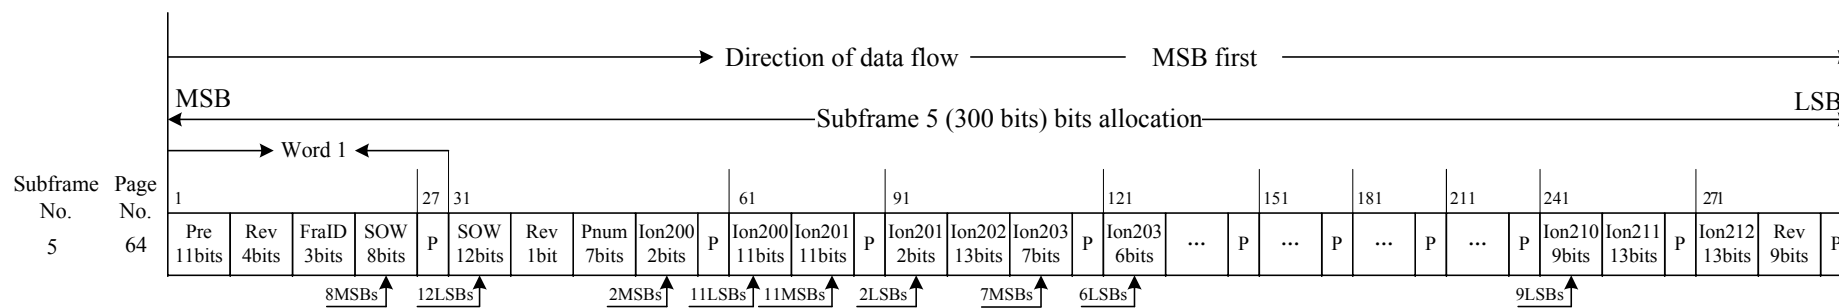 Direction of data flow MSB first
MSB LSB
Subframe 5 (300 bits) bits allocation
Word 1
Subframe No. Page No.
1 27 31 61 91 121 151 181 211 241 271
5 64
Pre 11bits
Rev 4bits
FraID 3bits
SOW 8bits
P
SOW 12bits
Rev 1bit
Pnum 7bits
Ion200 2bits
P
Ion200 11bits
Ion201 11bits
P
Ion201 2bits
Ion202 13bits
Ion203 7bits
P
Ion203 6bits
...
P
...
P
...
P
...
P
Ion210 9bits
Ion211 13bits
P
Ion212 13bits
Rev 9bits
P
8MSBs 12LSBs 2MSBs 11LSBs 11MSBs 2LSBs 7MSBs 6LSBs 9LSBs